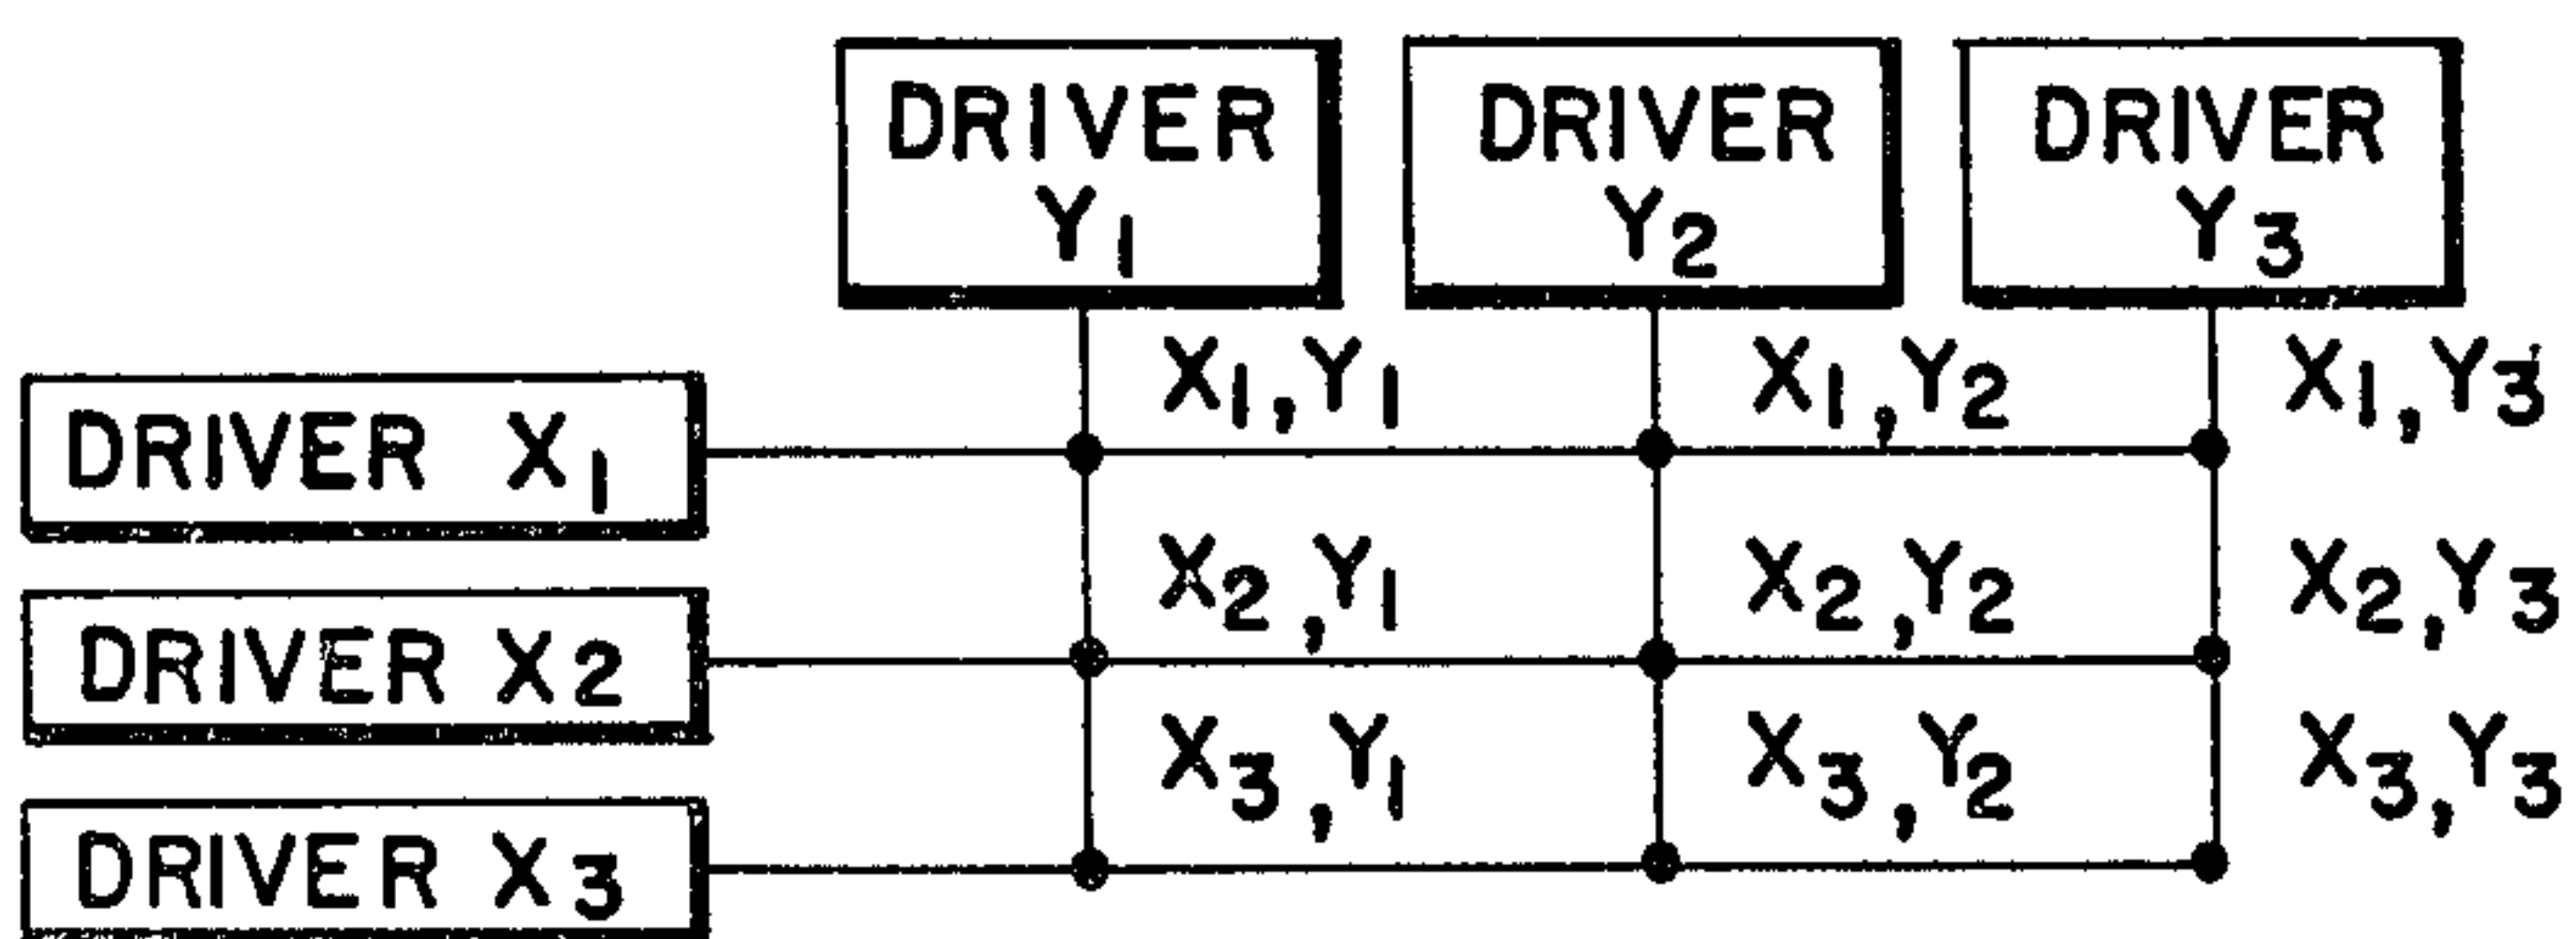 DRIVER Y₁ DRIVER Y₂ DRIVER Y₃
X₁,Y₁ X₁,Y₂ X₁,Y₃
DRIVER X₁
X₂,Y₁ X₂,Y₂ X₂,Y₃
DRIVER X₂
X₃,Y₁ X₃,Y₂ X₃,Y₃
DRIVER X₃